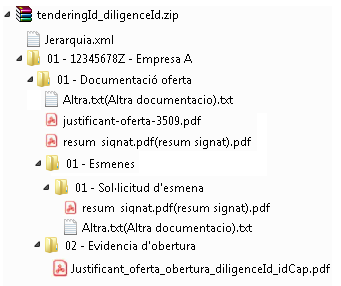 tenderingId_diligenceId.zip
Jerarquia.xml
01 - 12345678Z - Empresa A
01 - Documentació oferta
Altra.txt(Altra documentacio).txt
justificant-oferta-3509.pdf
resum_signat.pdf(resum signat).pdf
01 - Esmenes
01 - Sol·licitud d'esmena
resum_signat.pdf(resum signat).pdf
Altra.txt(Altra documentacio).txt
02 - Evidencia d'obertura
Justificant_oferta_obertura_diligenceId_idCap.pdf